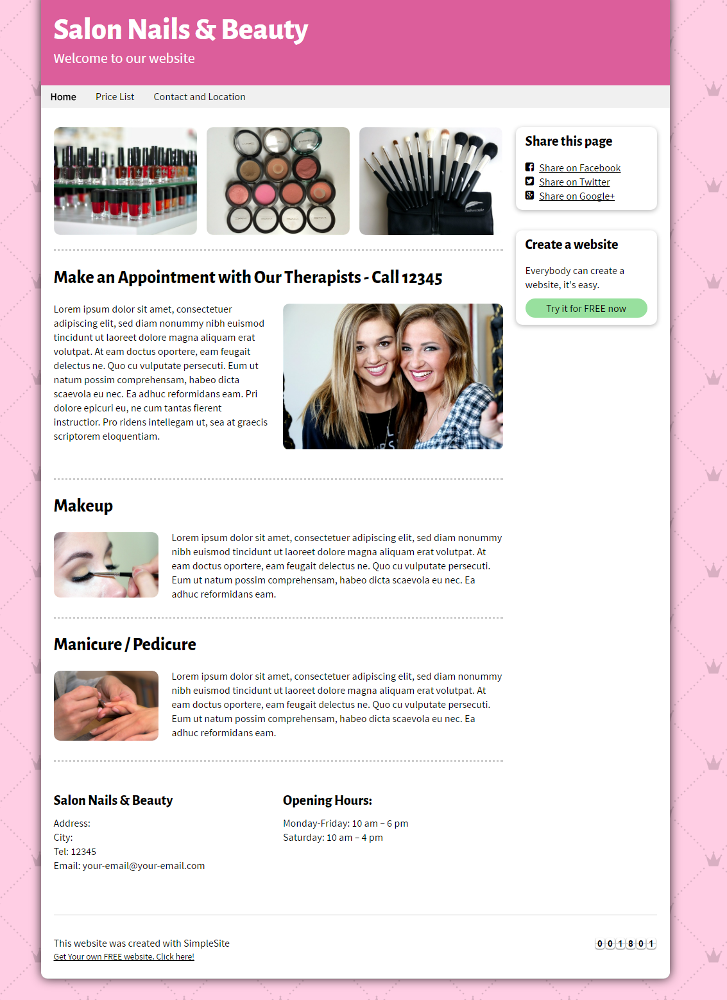 Salon Nails & Beauty
Welcome to our website
Home
Price List
Contact and Location
Share this page
Share on Facebook
Share on Twitter
Share on Google+
Create a website
Everybody can create a
website, it's easy.
Try it for FREE now
Make an Appointment with Our Therapists - Call 12345
Lorem ipsum dolor sit amet, consectetuer
adipiscing elit, sed diam nonummy nibh euismod
tincidunt ut laoreet dolore magna aliquam erat
volutpat. At eam doctus oportere, eam feugait
delectus ne. Quo cu vulputate persecuti. Eum ut
natum possim comprehensam, habeo dicta
scaevola eu nec. Ea adhuc reformidans eam. Pri
dolore epicuri eu, ne cum tantas fierent
instructior. Pro ridens intellegam ut, sea at graecis
scriptorem eloquentiam.
Makeup
Lorem ipsum dolor sit amet, consectetuer adipiscing elit, sed diam nonummy
nibh euismod tincidunt ut laoreet dolore magna aliquam erat volutpat. At
eam doctus oportere, eam feugait delectus ne. Quo cu vulputate persecuti.
Eum ut natum possim comprehensam, habeo dicta scaevola eu nec. Ea
adhuc reformidans eam.
Manicure / Pedicure
Lorem ipsum dolor sit amet, consectetuer adipiscing elit, sed diam nonummy
nibh euismod tincidunt ut laoreet dolore magna aliquam erat volutpat. At
eam doctus oportere, eam feugait delectus ne. Quo cu vulputate persecuti.
Eum ut natum possim comprehensam, habeo dicta scaevola eu nec. Ea
adhuc reformidans eam.
Salon Nails & Beauty
Address:
City:
Tel: 12345
Email: your-email@your-email.com
Opening Hours:
Monday-Friday: 10 am – 6 pm
Saturday: 10 am – 4 pm
This website was created with SimpleSite
Get Your own FREE website. Click here!
001801